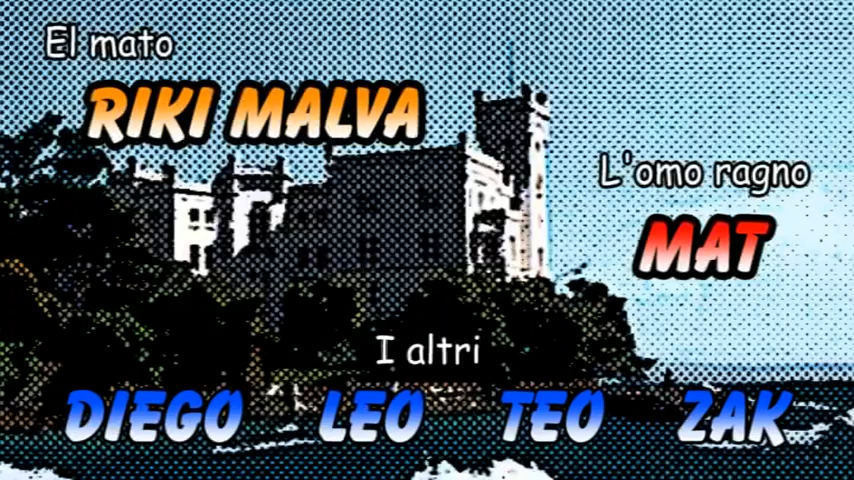 El mato
RIKI MALVA
L'omo ragno
MAT
I altri
DIEGO LEO TEO ZAK